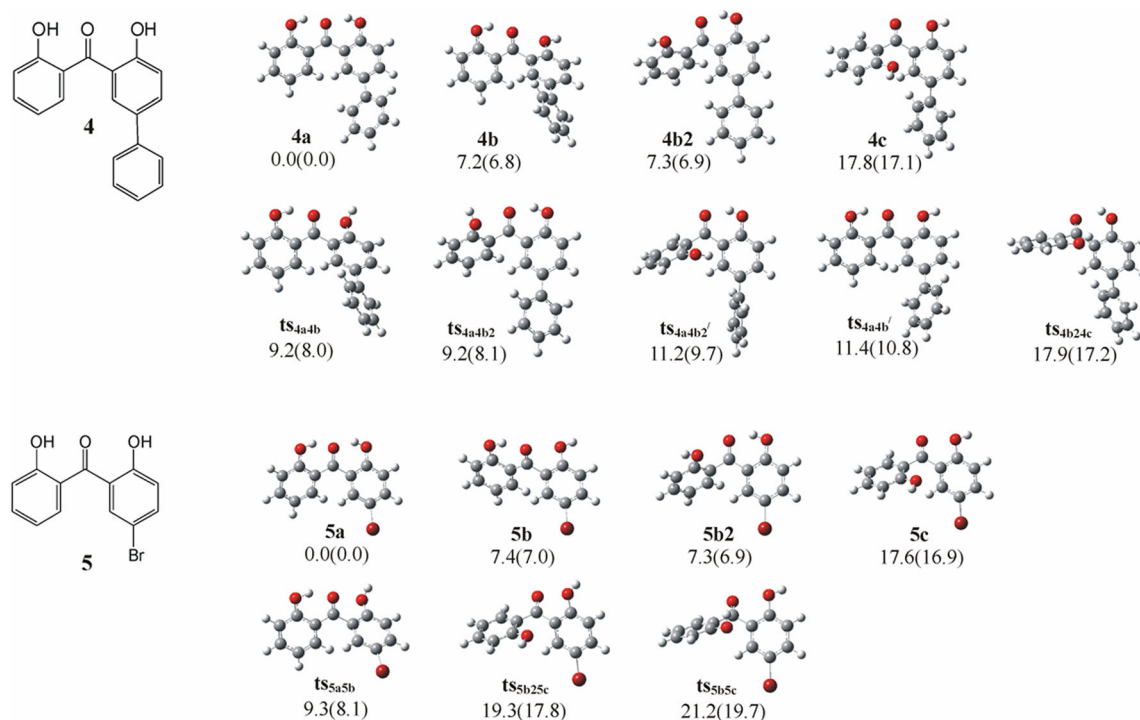 OH O OH
4
4a 4b 4b2 4c
0.0(0.0) 7.2(6.8) 7.3(6.9) 17.8(17.1)
ts4a4b ts4a4b2 ts4a4b2/ ts4a4b/ ts4b24c
9.2(8.0) 9.2(8.1) 11.2(9.7) 11.4(10.8) 17.9(17.2)
OH O OH
Br
5
5a 5b 5b2 5c
0.0(0.0) 7.4(7.0) 7.3(6.9) 17.6(16.9)
ts5a5b ts5b25c ts5b5c
9.3(8.1) 19.3(17.8) 21.2(19.7)